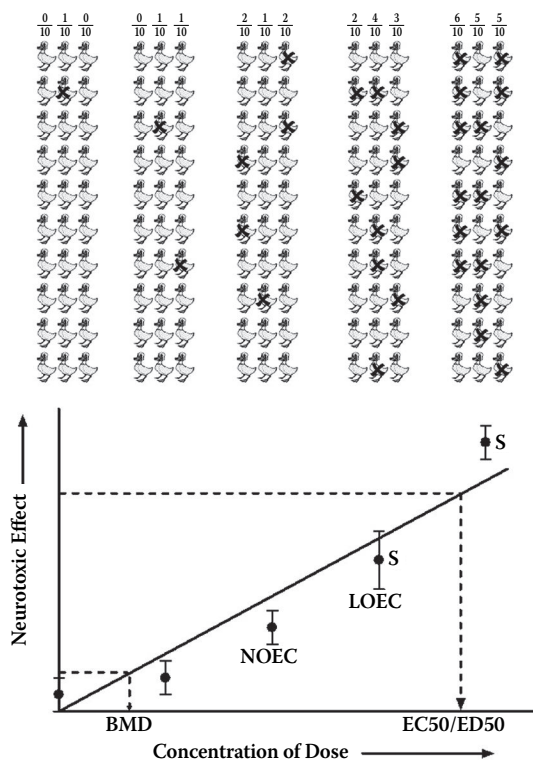 0/10 1/10 0/10 0/10 1/10 1/10 2/10 1/10 2/10 2/10 4/10 3/10 6/10 5/10 5/10
Neurotoxic Effect
S
S
LOEC
NOEC
BMD EC50/ED50
Concentration of Dose